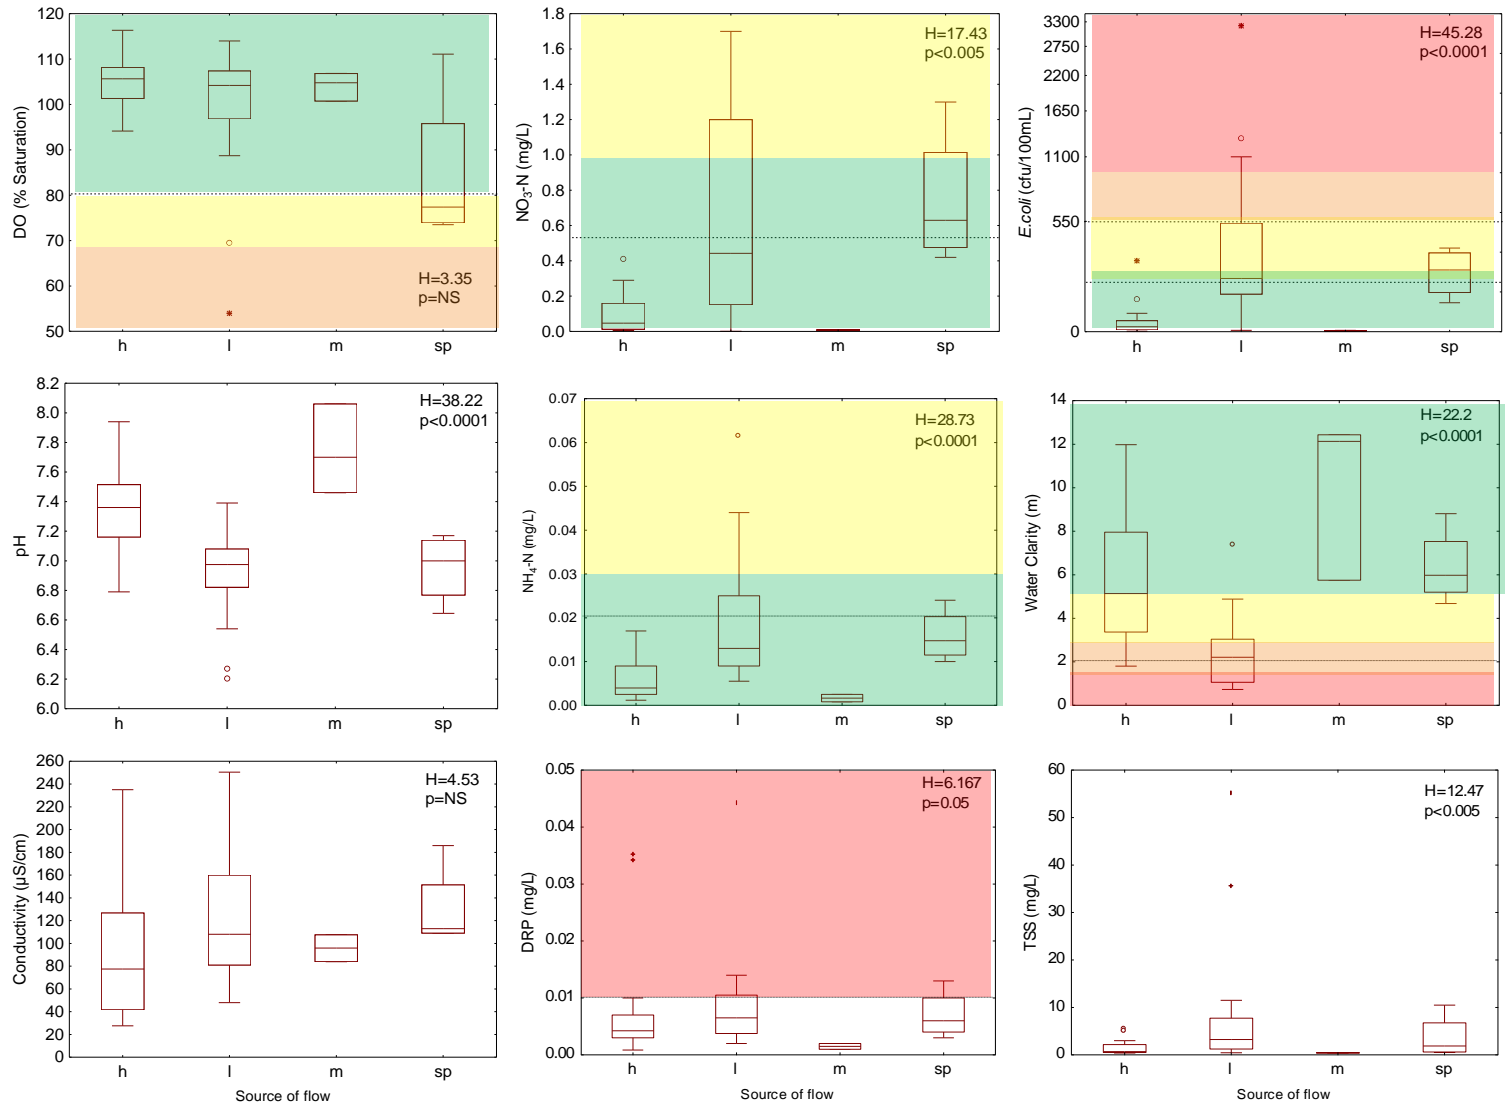 120
110
100
90
80
70
60
50
DO (% Saturation)
H=3.35
p=NS
h l m sp
1.8
1.6
1.4
1.2
1.0
0.8
0.6
0.4
0.2
0.0
NO3-N (mg/L)
H=17.43
p<0.005
h l m sp
3300
2750
2200
1650
1100
550
0
E.coli (cfu/100mL)
H=45.28
p<0.0001
h l m sp
8.2
8.0
7.8
7.6
7.4
7.2
7.0
6.8
6.6
6.4
6.2
6.0
pH
H=38.22
p<0.0001
h l m sp
0.07
0.06
0.05
0.04
0.03
0.02
0.01
0.00
NH4-N (mg/L)
H=28.73
p<0.0001
h l m sp
14
12
10
8
6
4
2
0
Water Clarity (m)
H=22.2
p<0.0001
h l m sp
260
240
220
200
180
160
140
120
100
80
60
40
20
0
Conductivity (µS/cm)
H=4.53
p=NS
h l m sp
Source of flow
0.05
0.04
0.03
0.02
0.01
0.00
DRP (mg/L)
H=6.167
p=0.05
h l m sp
Source of flow
60
50
40
30
20
10
0
TSS (mg/L)
H=12.47
p<0.005
h l m sp
Source of flow